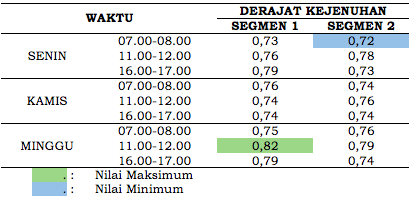 WAKTU DERAJAT KEJENUHAN
SEGMEN 1 SEGMEN 2
SENIN 07.00-08.00 0,73 0,72
11.00-12.00 0,76 0,78
16.00-17.00 0,79 0,73
KAMIS 07.00-08.00 0,76 0,74
11.00-12.00 0,74 0,76
16.00-17.00 0,74 0,74
MINGGU 07.00-08.00 0,75 0,76
11.00-12.00 0,82 0,79
16.00-17.00 0,79 0,74
. : Nilai Maksimum
. : Nilai Minimum